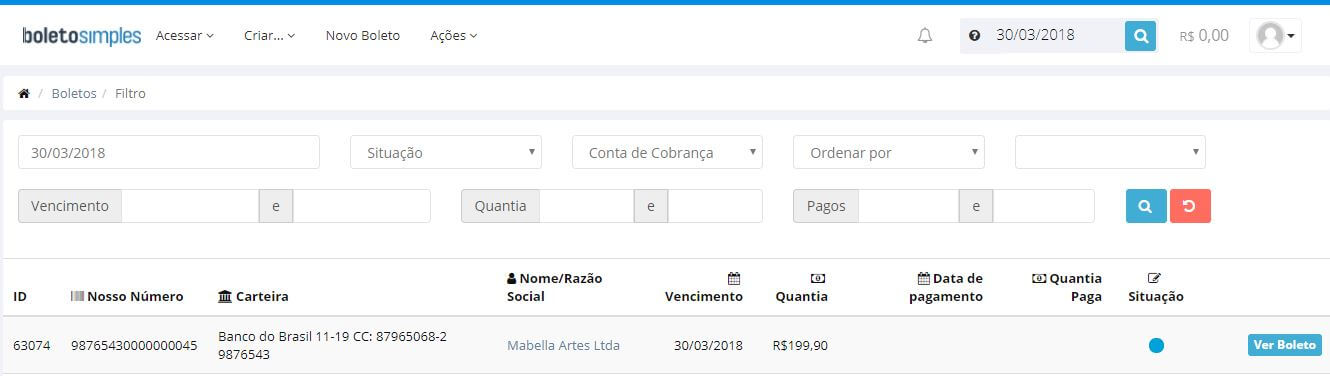 boletosimples Acessar Criar... Novo Boleto Ações 30/03/2018 R$ 0,00
/ Boletos / Filtro
30/03/2018 Situação Conta de Cobrança Ordenar por
Vencimento e Quantia e Pagos e
ID Nosso Número Carteira Nome/Razão Social Vencimento Quantia Data de pagamento Quantia Paga Situação
63074 98765430000000045 Banco do Brasil 11-19 CC: 87965068-2 9876543 Mabella Artes Ltda 30/03/2018 R$199,90 Ver Boleto